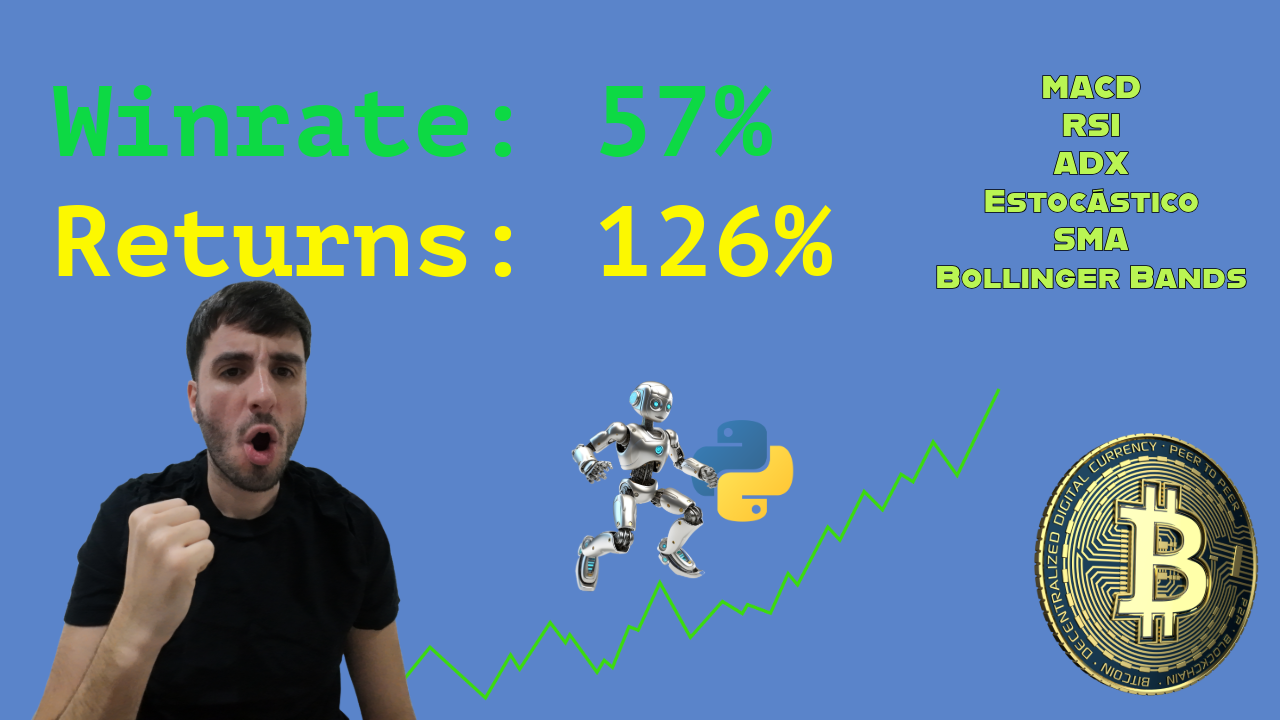 Winrate: 57%
Returns: 126%
MACD
RSI
ADX
Estocástico
SMA
Bollinger Bands
DECENTRALIZED DIGITAL CURRENCY · PEER TO PEER ·
BITCOIN · BLOCKCHAIN · P2P